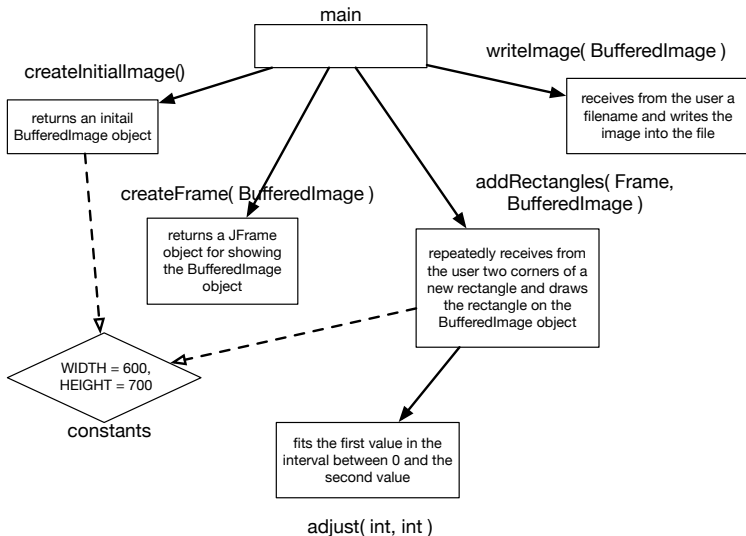 main
writeImage( BufferedImage )
createInitialImage()
returns an initail
BufferedImage object
receives from the user a
filename and writes the
image into the file
createFrame( BufferedImage )
addRectangles( Frame,
BufferedImage )
returns a JFrame
object for showing
the BufferedImage
object
repeatedly receives from
the user two corners of a
new rectangle and draws
the rectangle on the
BufferedImage object
WIDTH = 600,
HEIGHT = 700
constants
fits the first value in the
interval between 0 and the
second value
adjust( int, int )